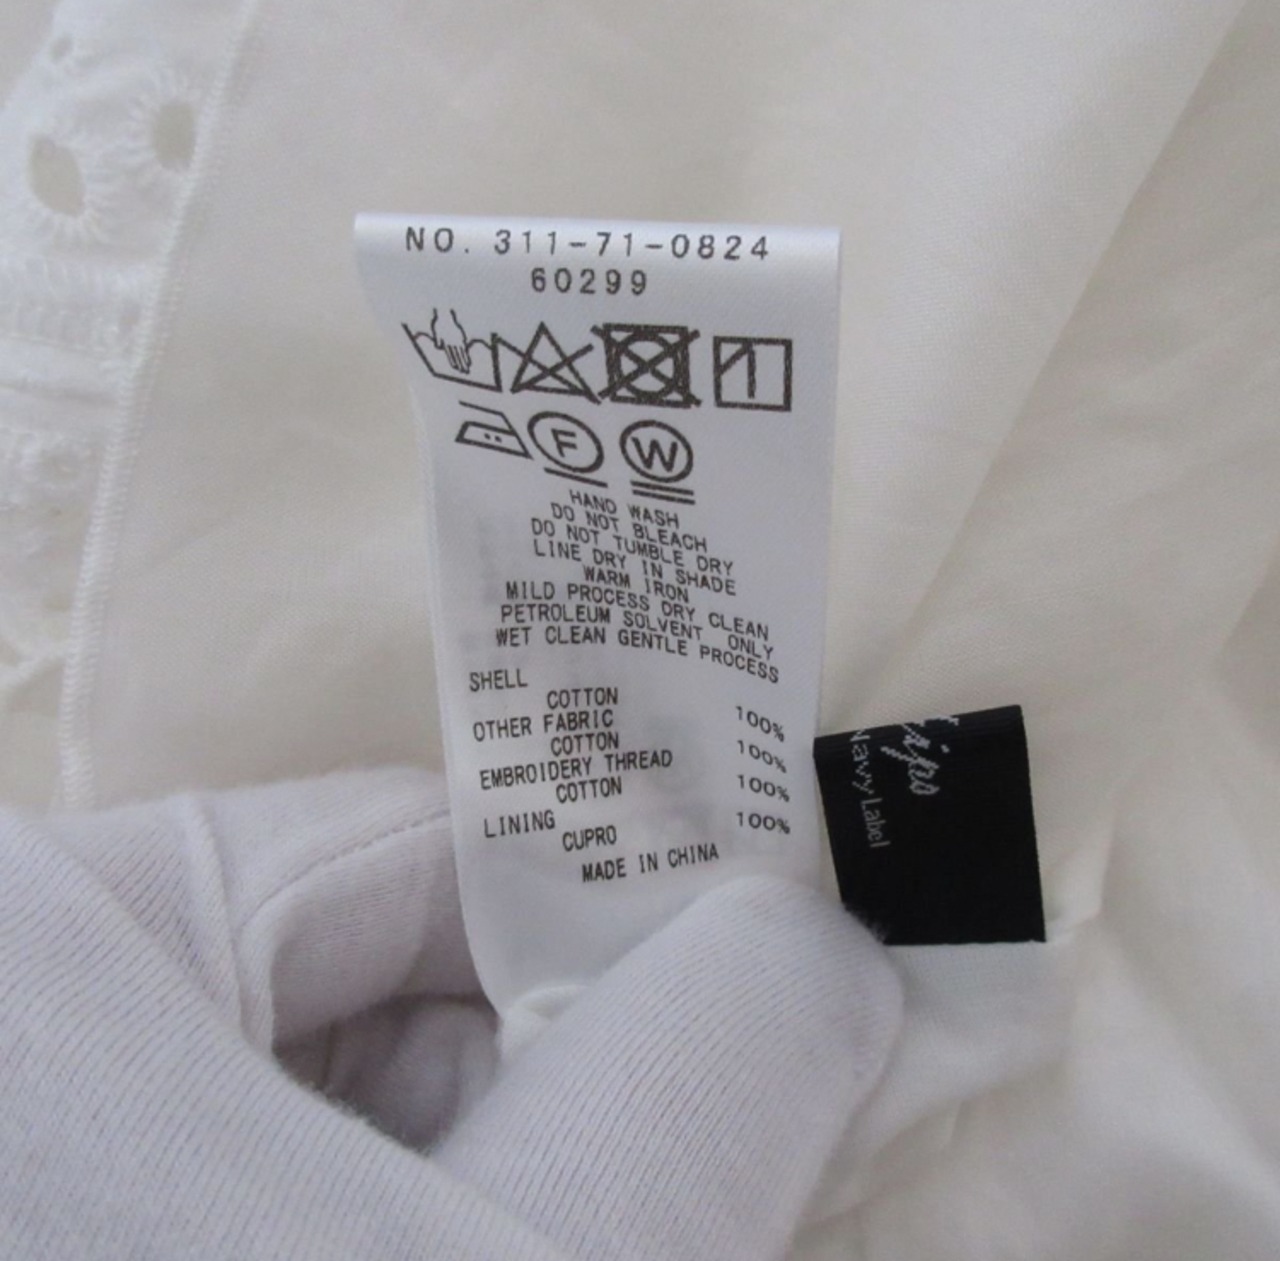 NO. 311-71-0824
60299
F W
HAND WASH
DO NOT BLEACH
DO NOT TUMBLE DRY
LINE DRY IN SHADE
WARM IRON
MILD PROCESS DRY CLEAN
PETROLEUM SOLVENT ONLY
WET CLEAN GENTLE PROCESS
SHELL
COTTON 100%
OTHER FABRIC
COTTON 100%
EMBROIDERY THREAD
COTTON 100%
LINING
CUPRO 100%
MADE IN CHINA
Navy Label